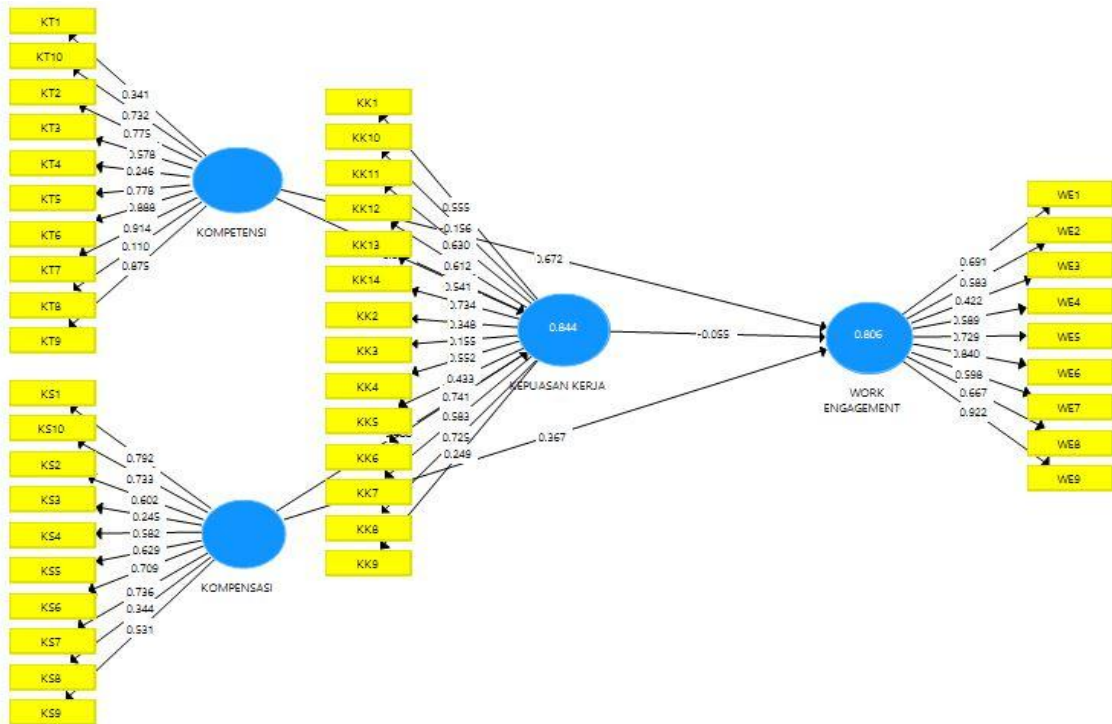 KT1
KT10
KT2
KT3
KT4
KT5
KT6
KT7
KT8
KT9
0.341
0.732
0.775
0.578
0.246
0.778
0.888
0.914
0.110
0.875
KOMPETENSI
KS1
KS10
KS2
KS3
KS4
KS5
KS6
KS7
KS8
KS9
0.792
0.733
0.602
0.245
0.582
0.629
0.709
0.736
0.344
0.531
KOMPENSASI
KK1
KK10
KK11
KK12
KK13
KK14
KK2
KK3
KK4
KK5
KK6
KK7
KK8
KK9
0.555
0.156
0.630
0.612
0.541
0.734
0.348
0.155
0.552
0.433
0.741
0.583
0.725
0.249
0.844
KEPUASAN KERJA
0.672
-0.055
0.367
0.806
WORK
ENGAGEMENT
0.691
0.583
0.422
0.589
0.729
0.840
0.598
0.667
0.922
WE1
WE2
WE3
WE4
WE5
WE6
WE7
WE8
WE9